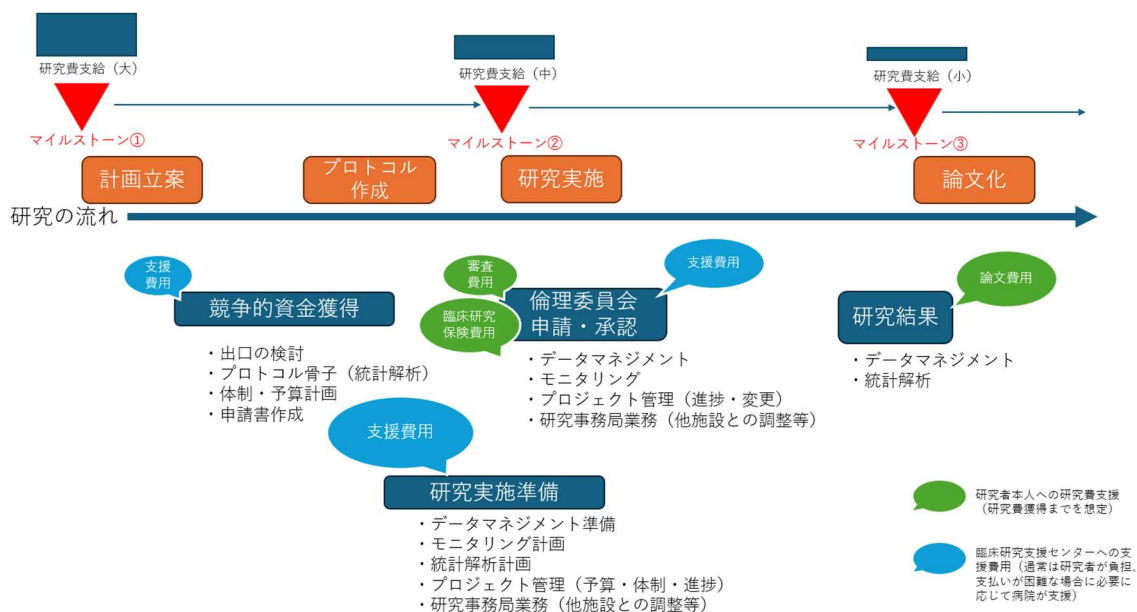 研究費支給（大）
研究費支給（中）
研究費支給（小）
マイルストーン①
マイルストーン②
マイルストーン③
計画立案
プロトコル
作成
研究実施
論文化
研究の流れ
支援
費用
競争的資金獲得
・出口の検討
・プロトコル骨子（統計解析）
・体制・予算計画
・申請書作成
審査
費用
臨床研究
保険費用
支援費用
倫理委員会
申請・承認
・データマネジメント
・モニタリング
・プロジェクト管理（進捗・変更）
・研究事務局業務（他施設との調整等）
論文費用
研究結果
・データマネジメント
・統計解析
支援費用
研究実施準備
・データマネジメント準備
・モニタリング計画
・統計解析計画
・プロジェクト管理（予算・体制・進捗）
・研究事務局業務（他施設との調整等）
研究者本人への研究費支援
（研究費獲得までを想定）
臨床研究支援センターへの支
援費用（通常は研究者が負担、
支払いが困難な場合に必要に
応じて病院が支援）